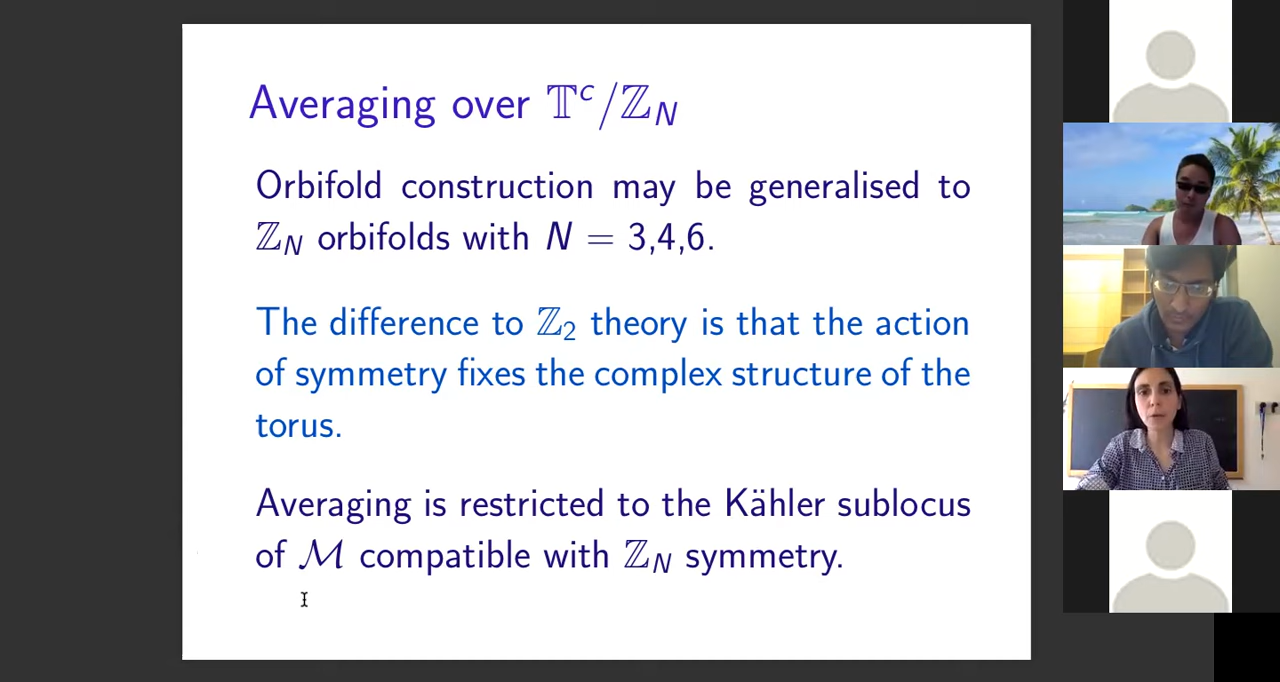 Averaging over 𝕋ᶜ/ℤ_N
Orbifold construction may be generalised to
ℤ_N orbifolds with N = 3,4,6.
The difference to ℤ₂ theory is that the action
of symmetry fixes the complex structure of the
torus.
Averaging is restricted to the Kähler sublocus
of ℳ compatible with ℤ_N symmetry.